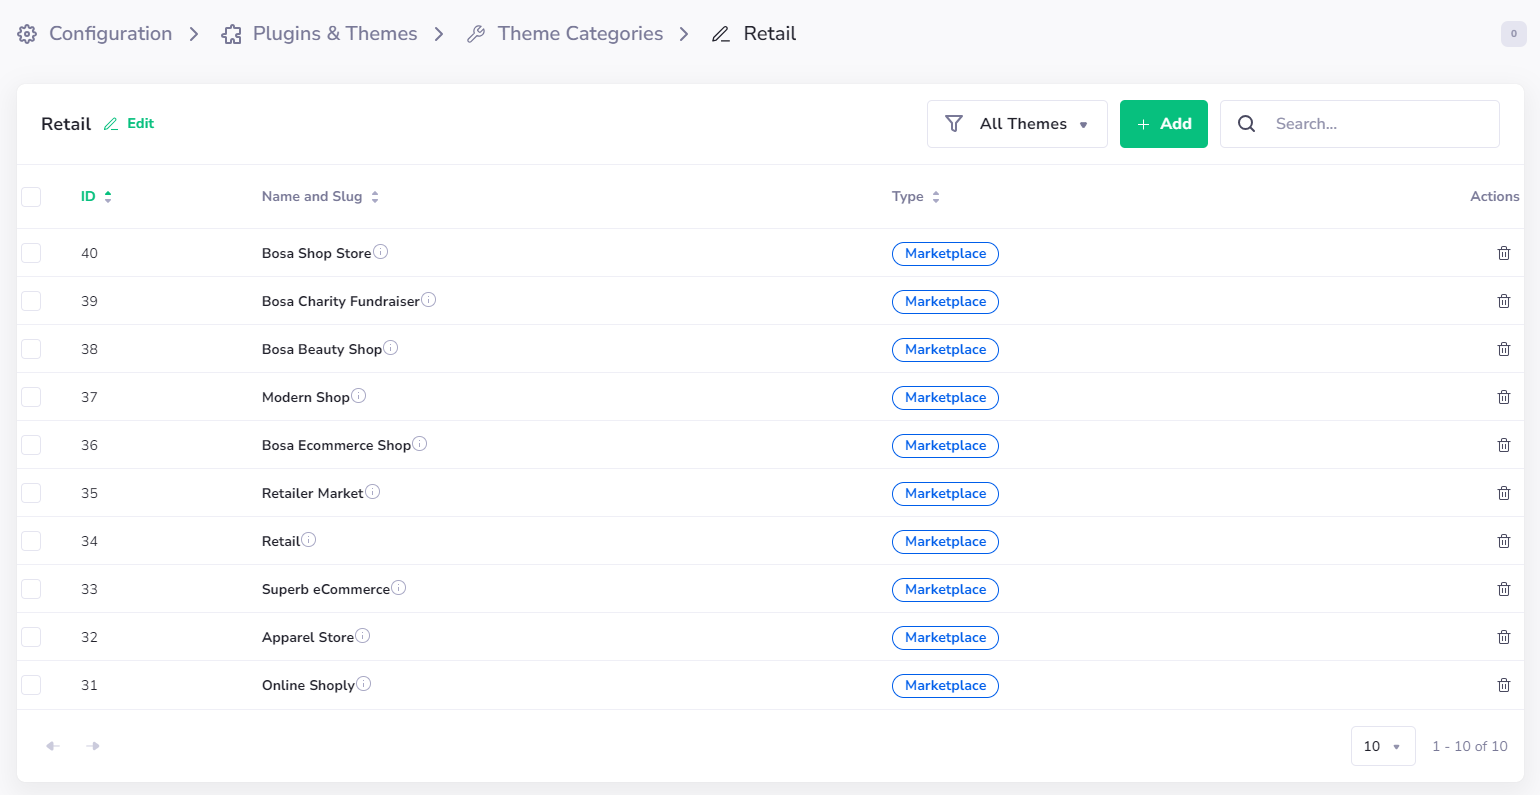 Configuration Plugins & Themes Theme Categories Retail 0
Retail Edit All Themes Add Search...
ID Name and Slug Type Actions
40 Bosa Shop Store Marketplace
39 Bosa Charity Fundraiser Marketplace
38 Bosa Beauty Shop Marketplace
37 Modern Shop Marketplace
36 Bosa Ecommerce Shop Marketplace
35 Retailer Market Marketplace
34 Retail Marketplace
33 Superb eCommerce Marketplace
32 Apparel Store Marketplace
31 Online Shoply Marketplace
10 1 - 10 of 10